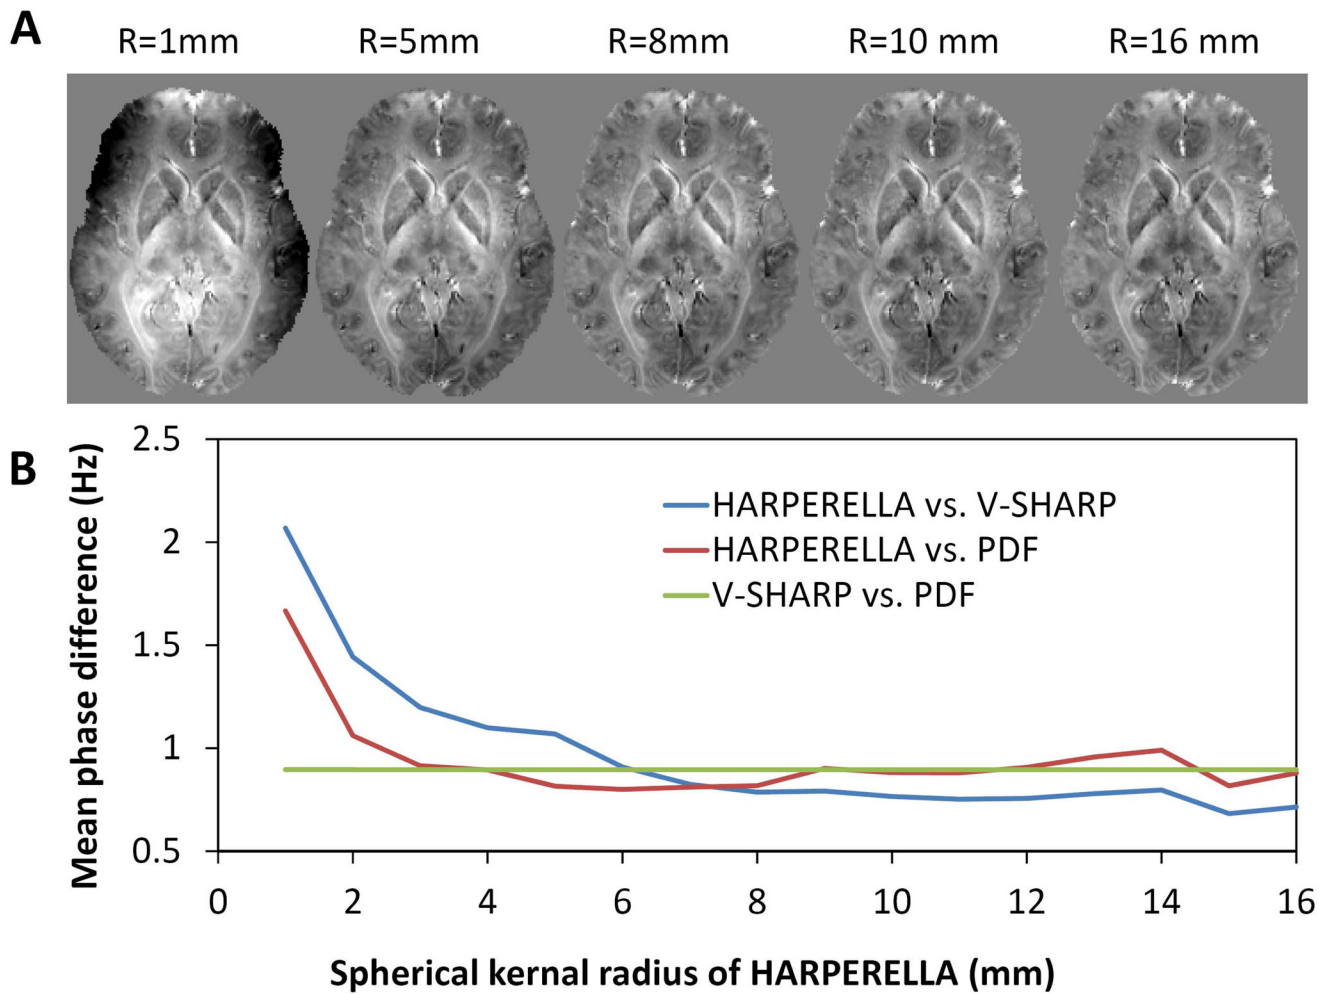 A
R=1mm R=5mm R=8mm R=10 mm R=16 mm
B
Mean phase difference (Hz)
2.5
2
1.5
1
0.5
HARPERELLA vs. V-SHARP
HARPERELLA vs. PDF
V-SHARP vs. PDF
0 2 4 6 8 10 12 14 16
Spherical kernal radius of HARPERELLA (mm)